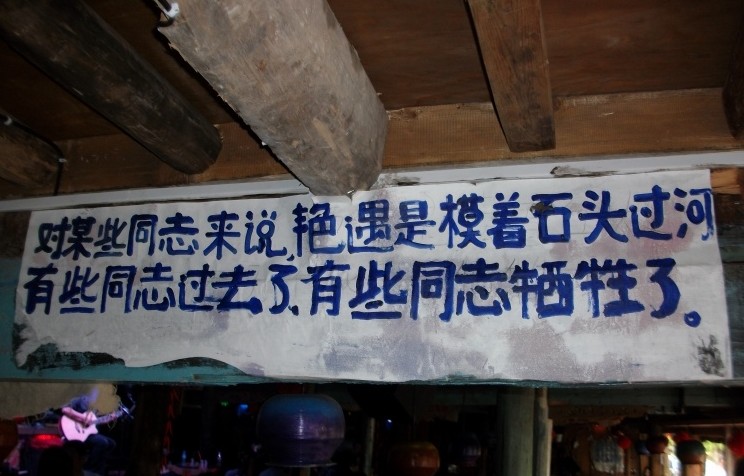 对某些同志来说,艳遇是模着石头过河
有些同志过去了、有些同志牺牲了。